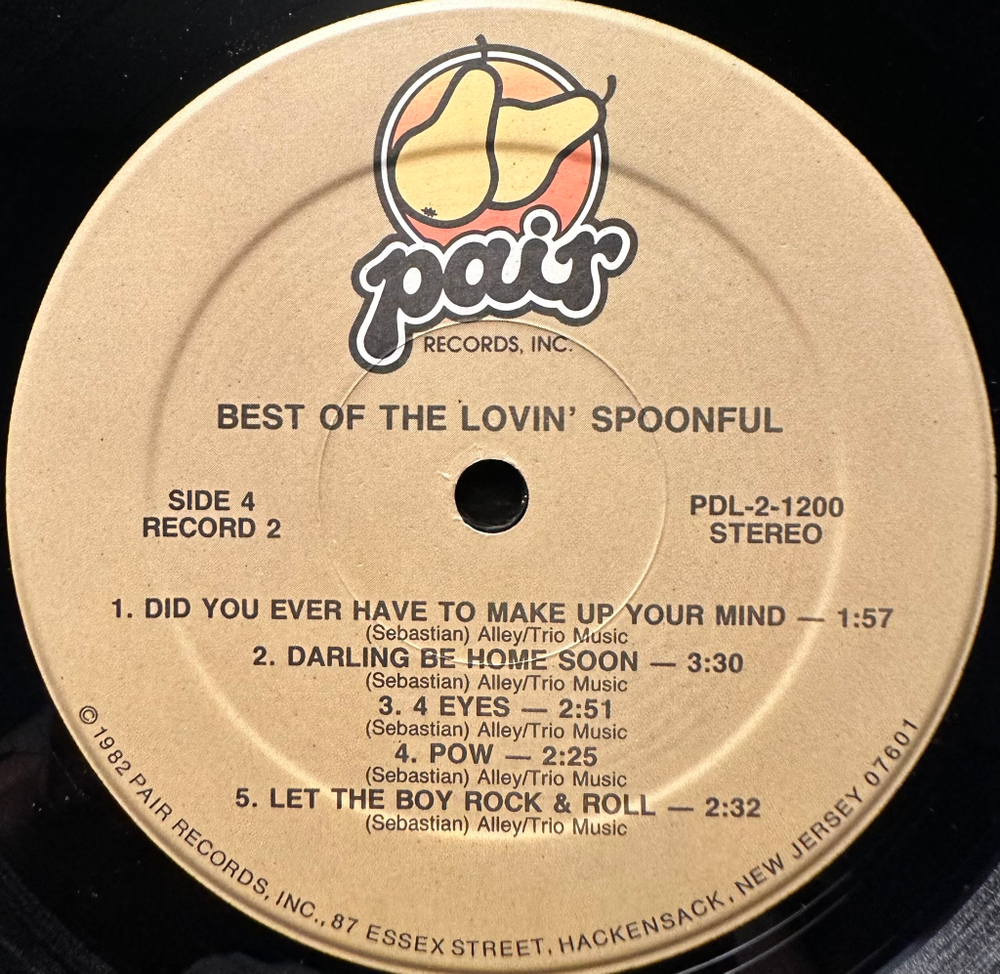 pair
RECORDS, INC.
BEST OF THE LOVIN' SPOONFUL
SIDE 4
RECORD 2
PDL-2-1200
STEREO
1. DID YOU EVER HAVE TO MAKE UP YOUR MIND — 1:57
(Sebastian) Alley/Trio Music
2. DARLING BE HOME SOON — 3:30
(Sebastian) Alley/Trio Music
3. 4 EYES — 2:51
(Sebastian) Alley/Trio Music
4. POW — 2:25
(Sebastian) Alley/Trio Music
5. LET THE BOY ROCK & ROLL — 2:32
(Sebastian) Alley/Trio Music
© 1982 PAIR RECORDS, INC., 87 ESSEX STREET, HACKENSACK, NEW JERSEY 07601